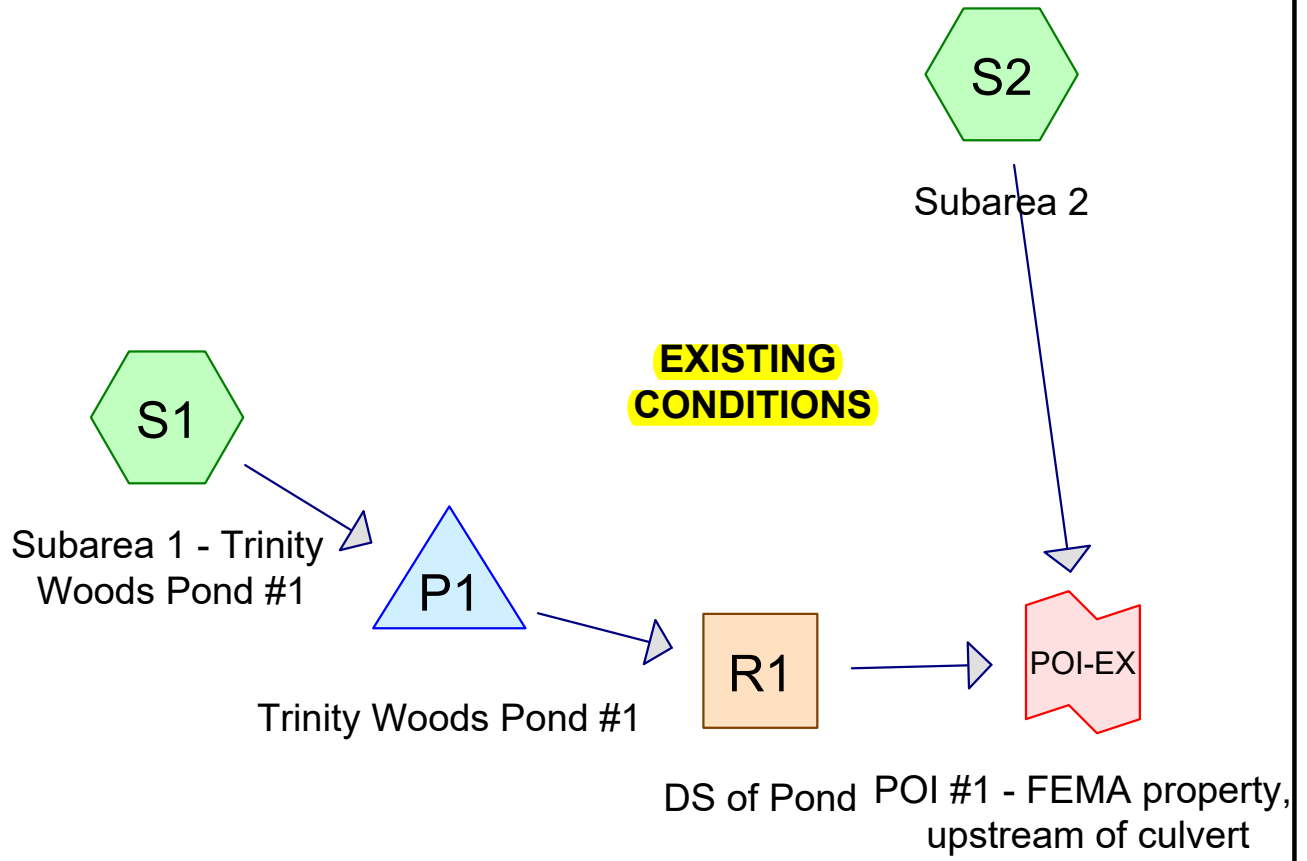 S2
Subarea 2
EXISTING
CONDITIONS
S1
Subarea 1 - Trinity
Woods Pond #1
P1
Trinity Woods Pond #1
R1
DS of Pond
POI-EX
POI #1 - FEMA property,
upstream of culvert